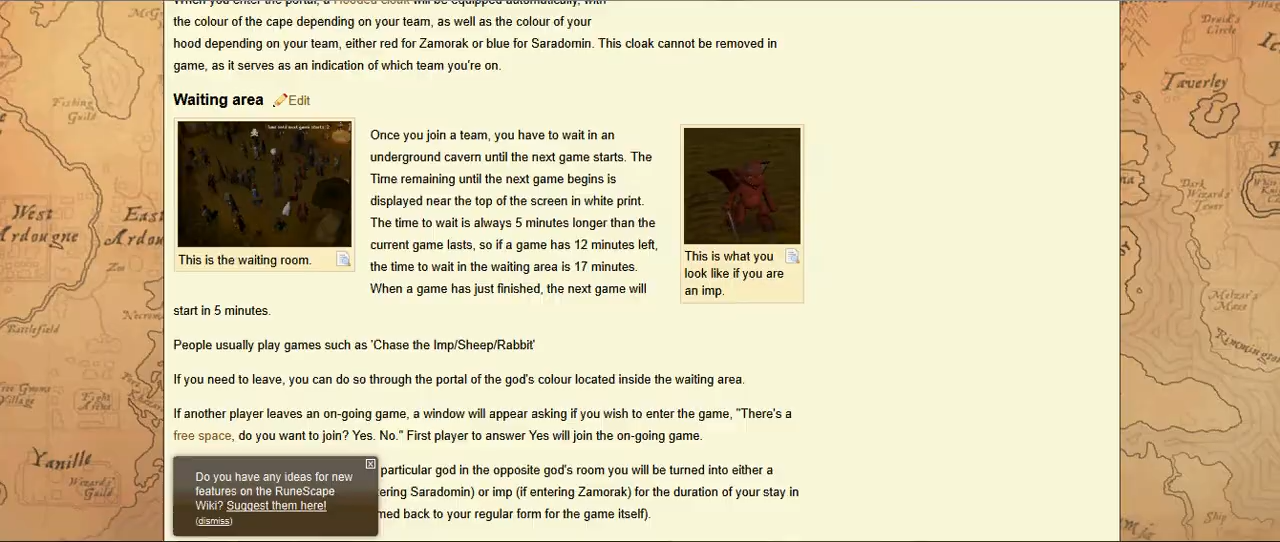 When you enter the portal, a Hooded cloak will be equipped automatically, with
the colour of the cape depending on your team, as well as the colour of your
hood depending on your team, either red for Zamorak or blue for Saradomin. This cloak cannot be removed in
game, as it serves as an indication of which team you're on.
Waiting area Edit
Once you join a team, you have to wait in an
underground cavern until the next game starts. The
Time remaining until the next game begins is
displayed near the top of the screen in white print.
The time to wait is always 5 minutes longer than the
current game lasts, so if a game has 12 minutes left,
the time to wait in the waiting area is 17 minutes.
When a game has just finished, the next game will
start in 5 minutes.
This is the waiting room.
This is what you
look like if you are
an imp.
People usually play games such as 'Chase the Imp/Sheep/Rabbit'
If you need to leave, you can do so through the portal of the god's colour located inside the waiting area.
If another player leaves an on-going game, a window will appear asking if you wish to enter the game, "There's a
free space, do you want to join? Yes. No." First player to answer Yes will join the on-going game.
particular god in the opposite god's room you will be turned into either a
tering Saradomin) or imp (if entering Zamorak) for the duration of your stay in
med back to your regular form for the game itself).
Do you have any ideas for new
features on the RuneScape
Wiki? Suggest them here!
(dismiss)
Fishing
Guild
West
Ardougne
East
Battlefield
Yanille
Wizards'
Guild
Druid's
Circle
Taverley
Dark
Wizards'
Tower
Melzar's
Maze
Rimmington
Ship